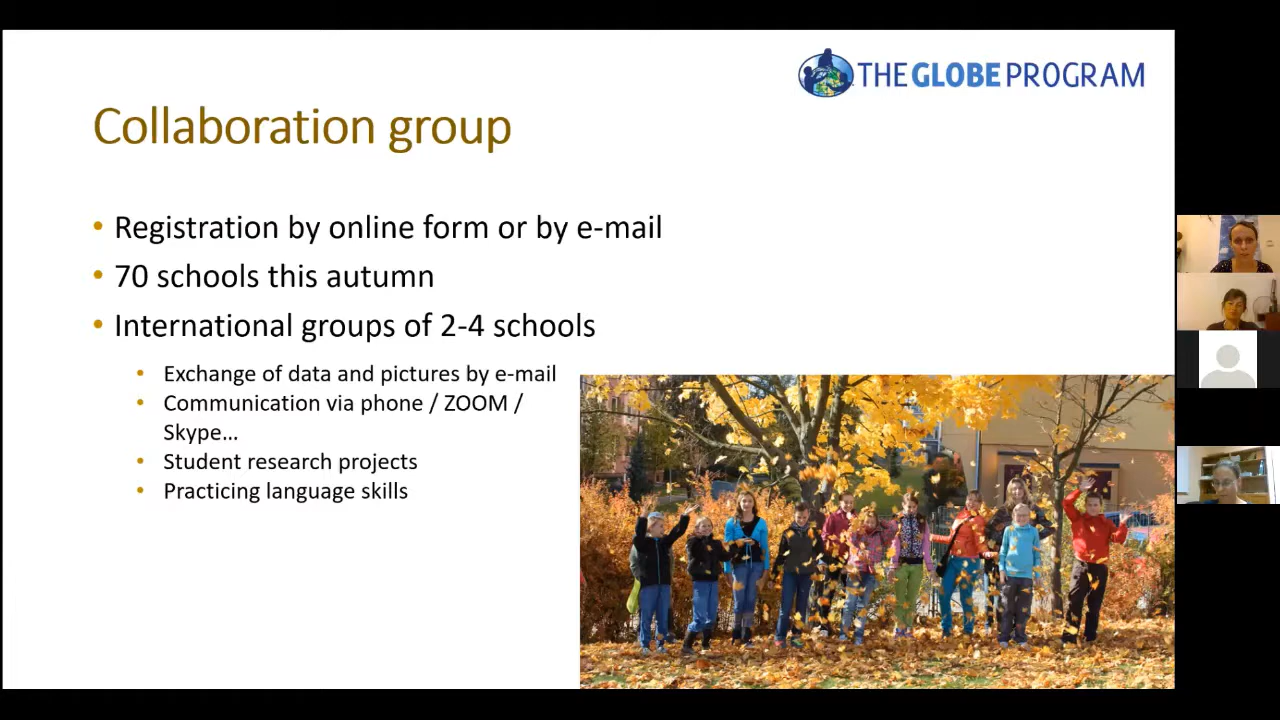 THE GLOBE PROGRAM
Collaboration group
• Registration by online form or by e-mail
• 70 schools this autumn
• International groups of 2-4 schools
• Exchange of data and pictures by e-mail
• Communication via phone / ZOOM /
Skype...
• Student research projects
• Practicing language skills